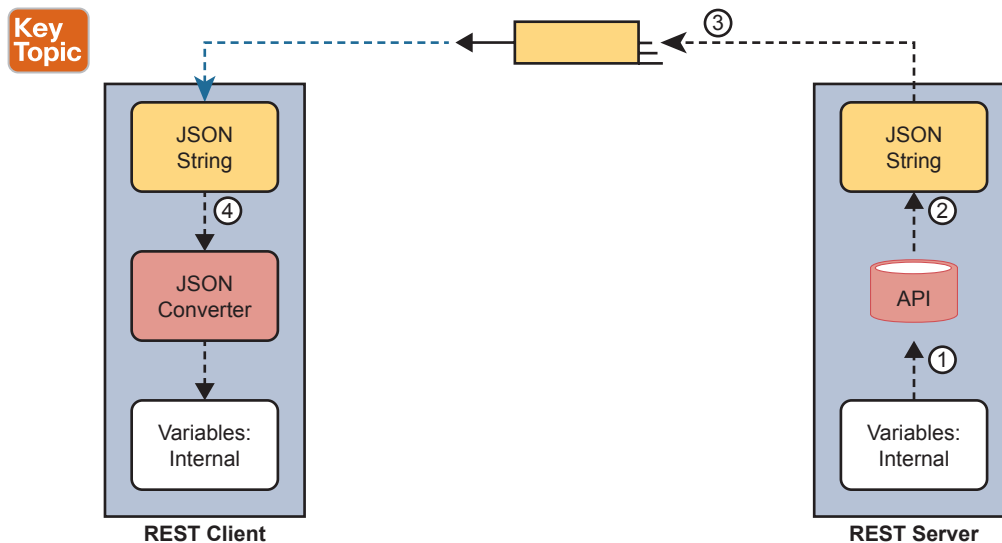 Key
Topic
3
JSON
String
4
JSON
Converter
Variables:
Internal
REST Client
JSON
String
2
API
1
Variables:
Internal
REST Server